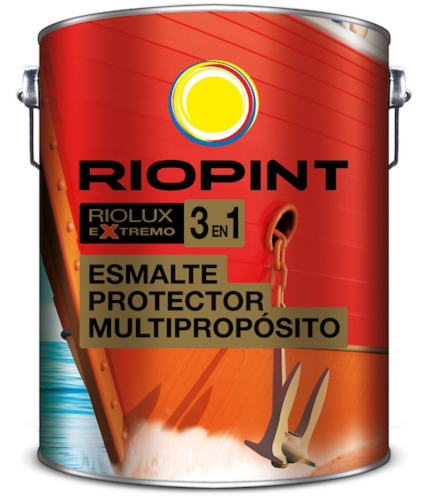 RIOPINT
RIOLUX
EXTREMO
3 EN 1
ESMALTE
PROTECTOR
MULTIPROPÓSITO